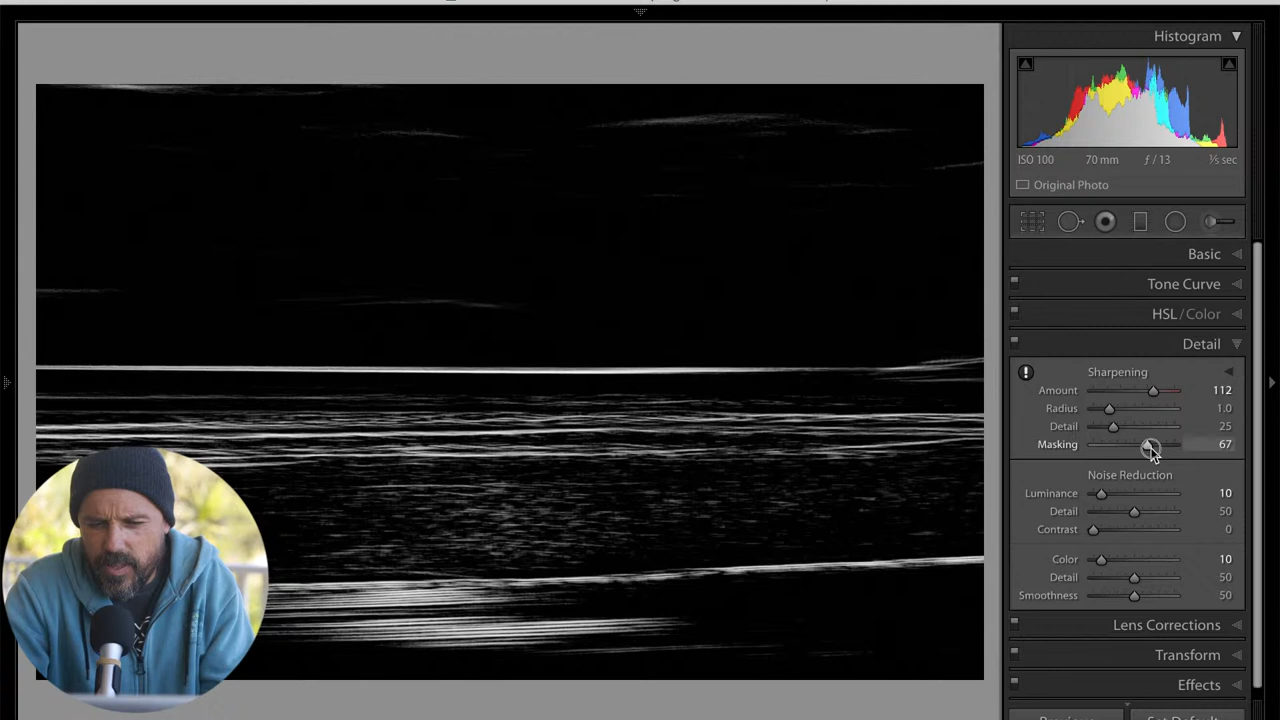 Histogram
ISO 100 70 mm ƒ / 13 ⅕ sec
Original Photo
Basic
Tone Curve
HSL / Color
Detail
Sharpening
Amount 112
Radius 1.0
Detail 25
Masking 67
Noise Reduction
Luminance 10
Detail 50
Contrast 0
Color 10
Detail 50
Smoothness 50
Lens Corrections
Transform
Effects